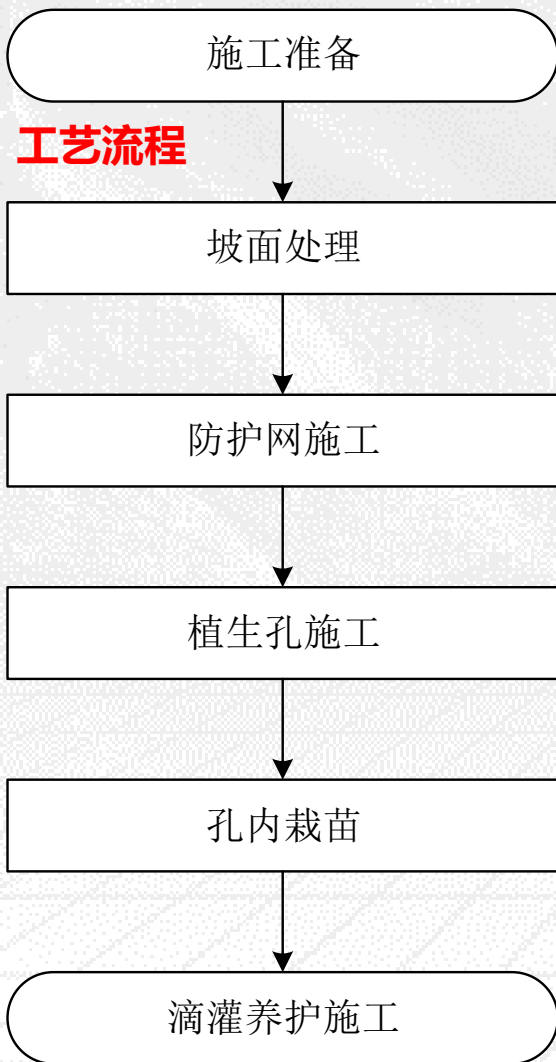 施工准备
工艺流程
坡面处理
防护网施工
植生孔施工
孔内栽苗
滴灌养护施工